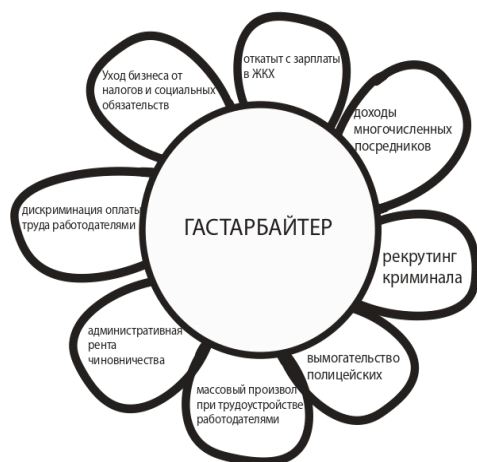 откатыт с зарплаты
в ЖКХ
доходы
многочисленных
посредников
рекрутинг
криминала
вымогательство
полицейских
массовый произвол
при трудоустройстве
работодателями
административная
рента
чиновничества
дискриминация оплаты
труда работодателями
Уход бизнеса от
налогов и социальных
обязательств
ГАСТАРБАЙТЕР